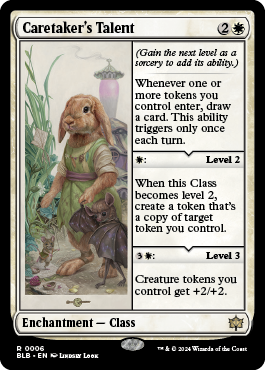 Caretaker's Talent 2
(Gain the next level as a
sorcery to add its ability.)
Whenever one or
more tokens you
control enter, draw
a card. This ability
triggers only once
each turn.
: Level 2
When this Class
becomes level 2,
create a token that's
a copy of target
token you control.
3 : Level 3
Creature tokens you
control get +2/+2.
Enchantment — Class
R 0006
BLB • EN Lindsey Look
™ & © 2024 Wizards of the Coast